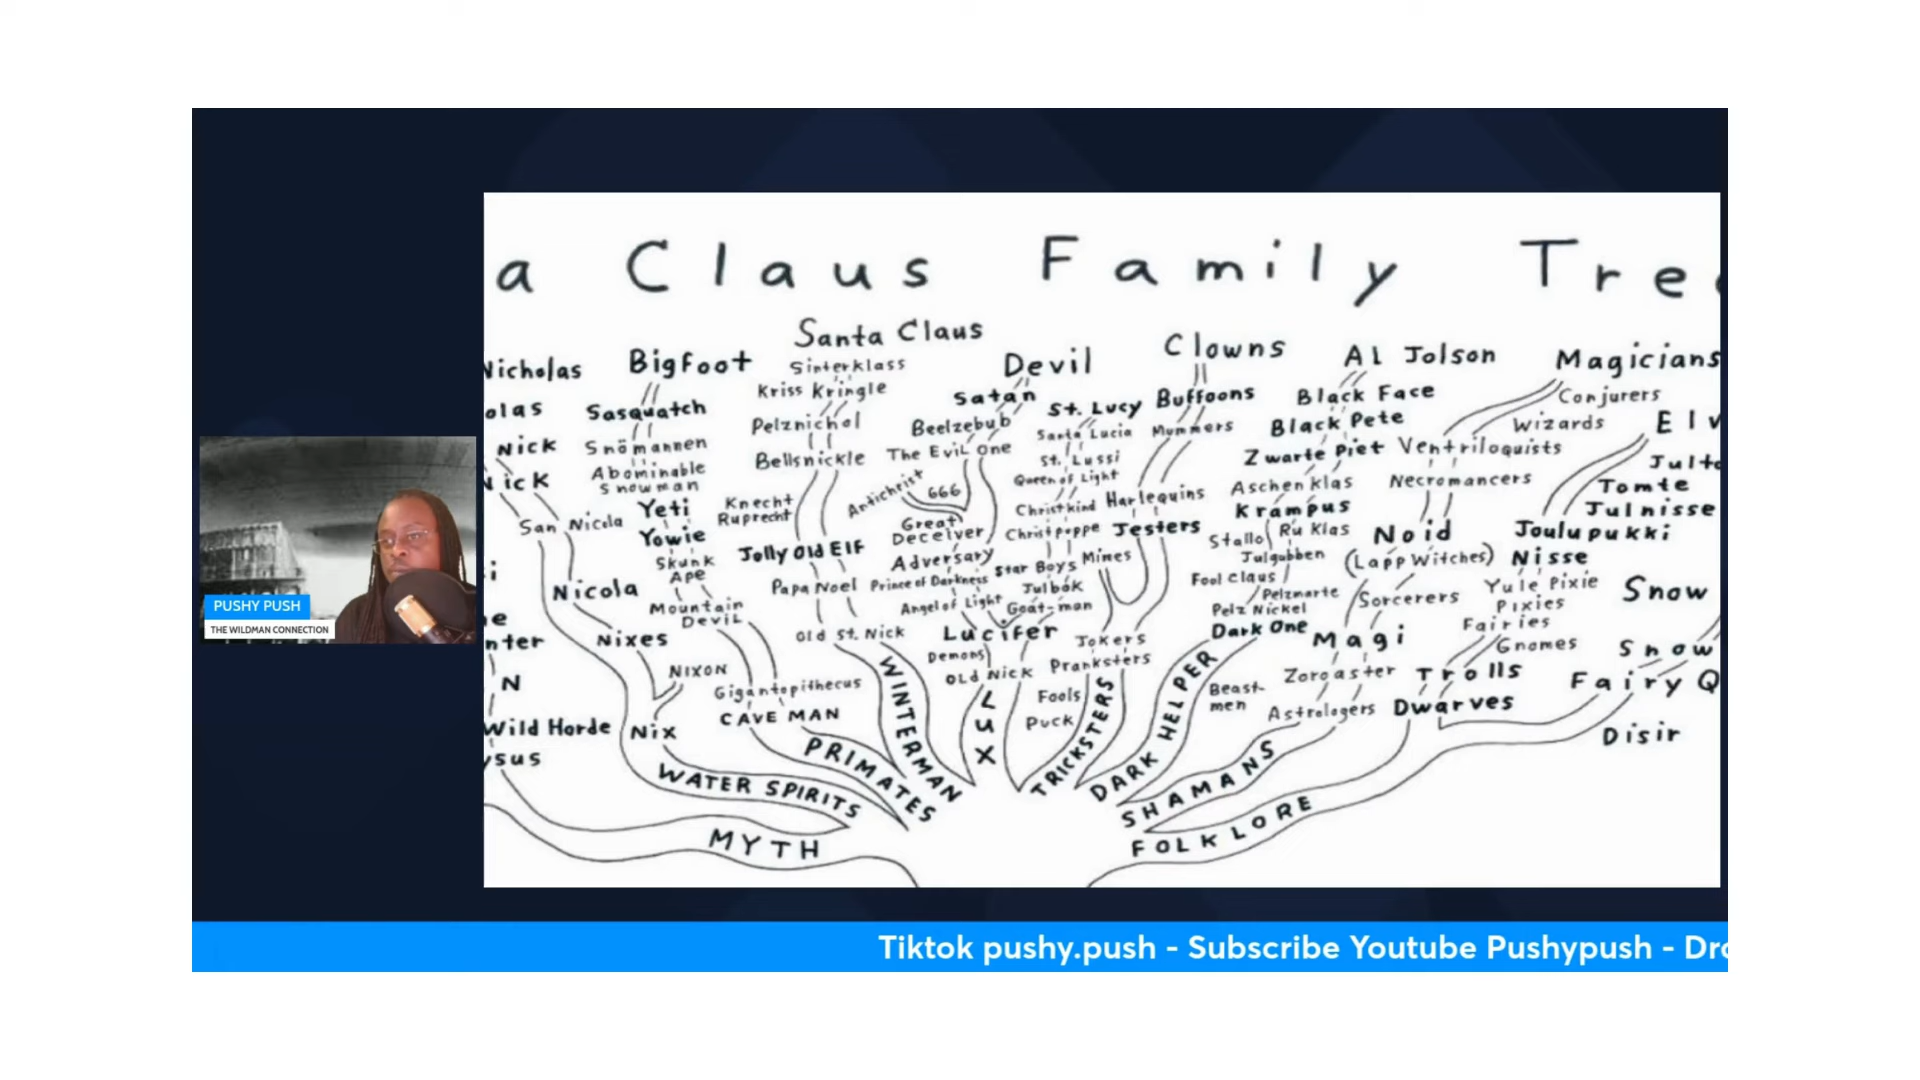 a Claus Family Tre
Santa Claus
Nicholas
Bigfoot
Sinterklass
Devil
Clowns
Al Jolson
Magicians
Kriss Kringle
Satan
St. Lucy
Buffoons
Black Face
Conjurers
olas
Sasquatch
Pelznichol
Beelzebub
Santa Lucia
Mummers
Black Pete
Wizards
Elv
Nick
Snömannen
Bellsnickle
The Evil One
St. Lussi
Zwarte Piet
Ventriloquists
Julto
Nick
Abominable
Snowman
Antichrist
666
Queen of Light
Aschenklas
Necromancers
Tomte
San Nicola
Yeti
Knecht
Ruprecht
Christkind
Harlequins
Krampus
Julnisse
Yowie
Great
Deceiver
Christpoppe
Jesters
Stallo
Ru Klas
Noid
Joulupukki
Skunk
Ape
Jolly Old Elf
Adversary
Star Boys
Mimes
Julgubben
(Lapp Witches)
Nisse
Nicola
Papa Noel
Prince of Darkness
Julbok
Fool Claus
Pelzmarte
Sorcerers
Yule Pixie
Pixies
Snow
Mountain
Devil
Angel of Light
Goat-man
Pelz Nickel
Fairies
nter
Nixes
Old St. Nick
Lucifer
Jokers
Dark One
Magi
Gnomes
Snow
Demons
Pranksters
N
Nixon
Gigantopithecus
Old Nick
Fools
Beast-
men
Zoroaster
Trolls
Fairy Q
Wild Horde
Nix
CAVE MAN
Puck
Astrologers
Dwarves
Disir
sus
MYTH
WATER SPIRITS
PRIMATES
WINTERMAN
LUX
TRICKSTERS
DARK HELPER
SHAMANS
FOLKLORE
PUSHY PUSH
THE WILDMAN CONNECTION
Tiktok pushy.push - Subscribe Youtube Pushypush - Dro